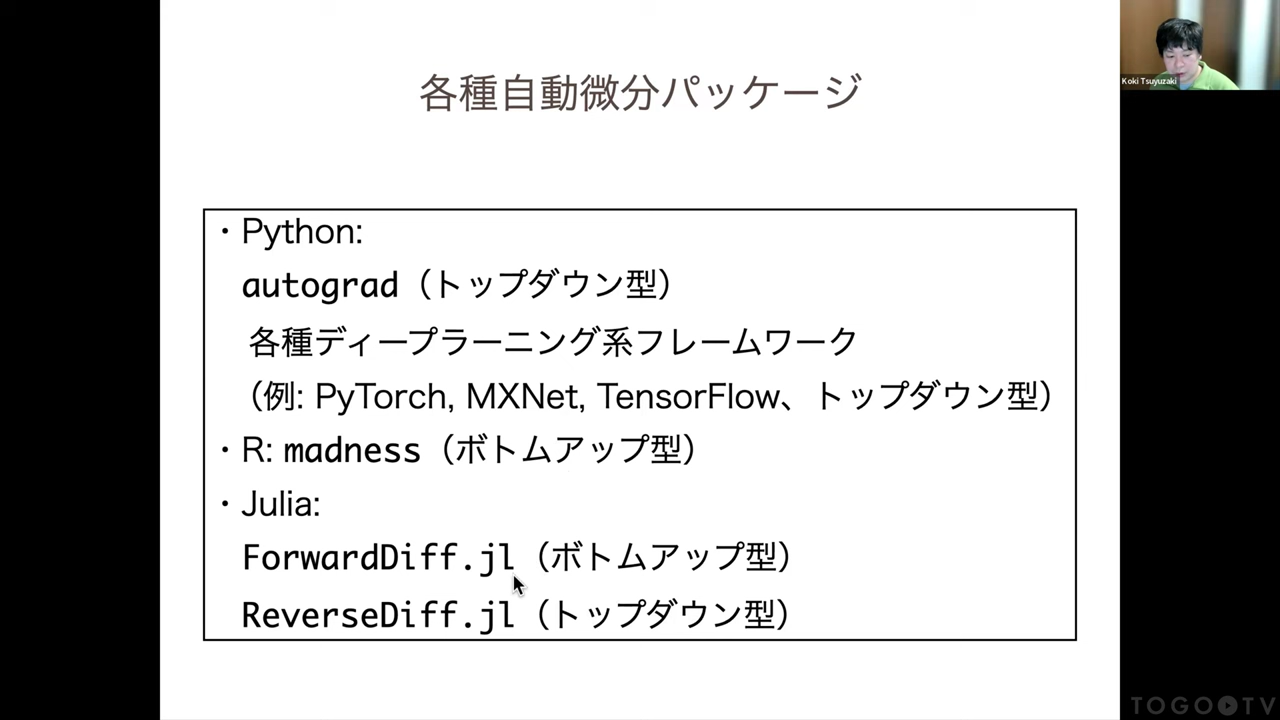 各種自動微分パッケージ
Koki Tsuyuzaki
・Python:
autograd（トップダウン型）
各種ディープラーニング系フレームワーク
（例: PyTorch, MXNet, TensorFlow、トップダウン型）
・R: madness（ボトムアップ型）
・Julia:
ForwardDiff.jl（ボトムアップ型）
ReverseDiff.jl（トップダウン型）
TOGO TV